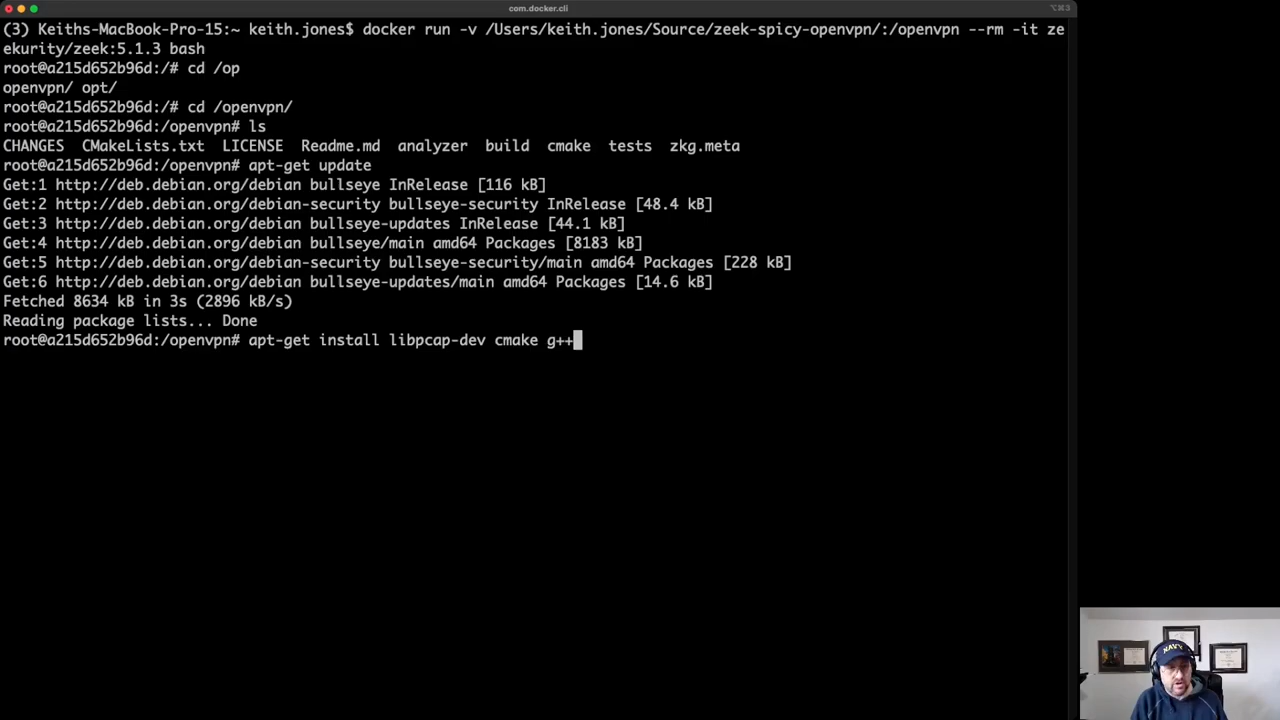 com.docker.cli
⌥⌘3
(3) Keiths-MacBook-Pro-15:~ keith.jones$ docker run -v /Users/keith.jones/Source/zeek-spicy-openvpn/:/openvpn --rm -it ze
ekurity/zeek:5.1.3 bash
root@a215d652b96d:/# cd /op
openvpn/ opt/
root@a215d652b96d:/# cd /openvpn/
root@a215d652b96d:/openvpn# ls
CHANGES  CMakeLists.txt  LICENSE  Readme.md  analyzer  build  cmake  tests  zkg.meta
root@a215d652b96d:/openvpn# apt-get update
Get:1 http://deb.debian.org/debian bullseye InRelease [116 kB]
Get:2 http://deb.debian.org/debian-security bullseye-security InRelease [48.4 kB]
Get:3 http://deb.debian.org/debian bullseye-updates InRelease [44.1 kB]
Get:4 http://deb.debian.org/debian bullseye/main amd64 Packages [8183 kB]
Get:5 http://deb.debian.org/debian-security bullseye-security/main amd64 Packages [228 kB]
Get:6 http://deb.debian.org/debian bullseye-updates/main amd64 Packages [14.6 kB]
Fetched 8634 kB in 3s (2896 kB/s)
Reading package lists... Done
root@a215d652b96d:/openvpn# apt-get install libpcap-dev cmake g++
NAVY